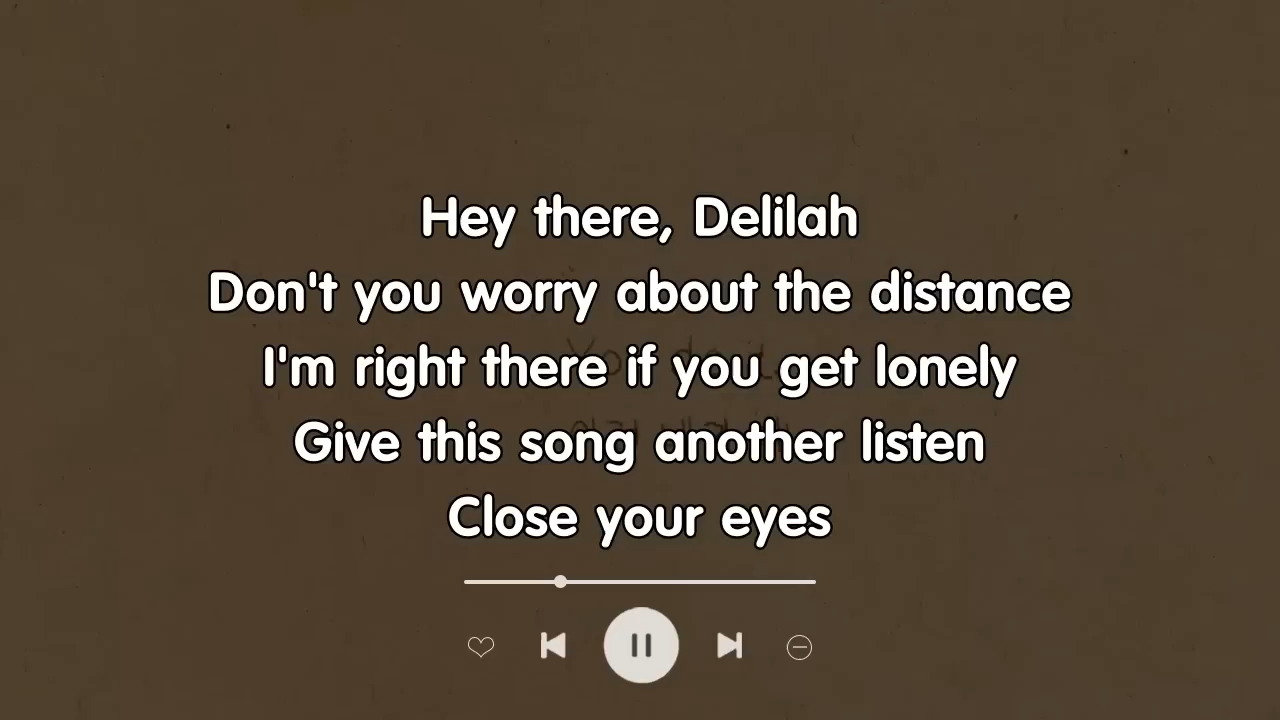 Hey there, Delilah
Don't you worry about the distance
I'm right there if you get lonely
Give this song another listen
Close your eyes